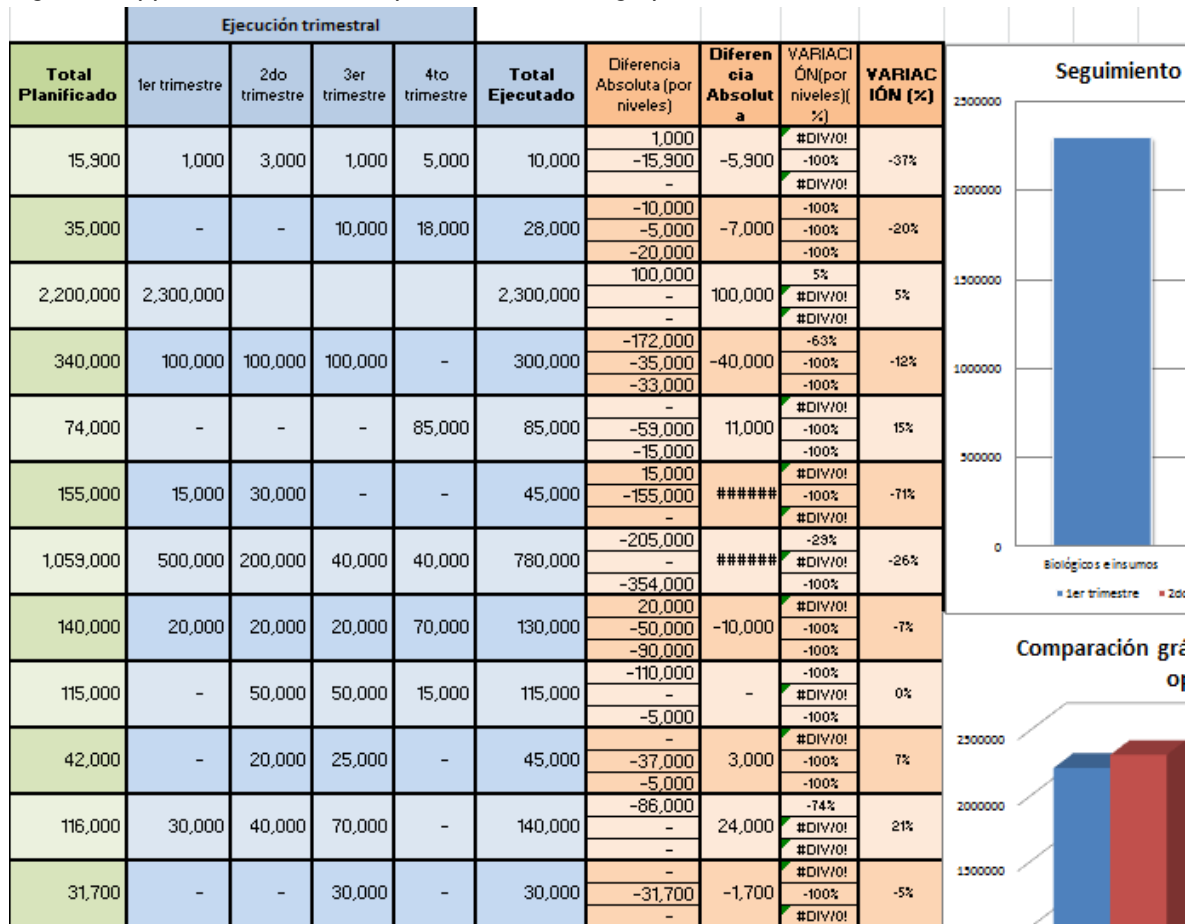 Ejecución trimestral
Total Planificado 1er trimestre 2do trimestre 3er trimestre 4to trimestre Total Ejecutado Diferencia Absoluta (por niveles) Diferen cia Absolut a VARIACI ÓN(por niveles)( %) VARIAC IÓN (%)
15,900 1,000 3,000 1,000 5,000 10,000 1,000 -15,900 - -5,900 #DIV/0! -100% #DIV/0! -37%
35,000 - - 10,000 18,000 28,000 -10,000 -5,000 -20,000 -7,000 -100% -100% -100% -20%
2,200,000 2,300,000 2,300,000 100,000 - - 100,000 5% #DIV/0! #DIV/0! 5%
340,000 100,000 100,000 100,000 - 300,000 -172,000 -35,000 -33,000 -40,000 -63% -100% -100% -12%
74,000 - - - 85,000 85,000 - -59,000 -15,000 11,000 #DIV/0! -100% -100% 15%
155,000 15,000 30,000 - - 45,000 15,000 -155,000 - ###### #DIV/0! -100% #DIV/0! -71%
1,059,000 500,000 200,000 40,000 40,000 780,000 -205,000 - -354,000 ###### -29% #DIV/0! -100% -26%
140,000 20,000 20,000 20,000 70,000 130,000 20,000 -50,000 -90,000 -10,000 #DIV/0! -100% -100% -7%
115,000 - 50,000 50,000 15,000 115,000 -110,000 - -5,000 - -100% #DIV/0! -100% 0%
42,000 - 20,000 25,000 - 45,000 - -37,000 -5,000 3,000 #DIV/0! -100% -100% 7%
116,000 30,000 40,000 70,000 - 140,000 -86,000 - - 24,000 -74% #DIV/0! #DIV/0! 21%
31,700 - - 30,000 - 30,000 - -31,700 - -1,700 #DIV/0! -100% #DIV/0! -5%
Seguimiento
2500000
2000000
1500000
1000000
500000
0
Biológicos e insumos
1er trimestre 2do
Comparación grá
op
2500000
2000000
1500000